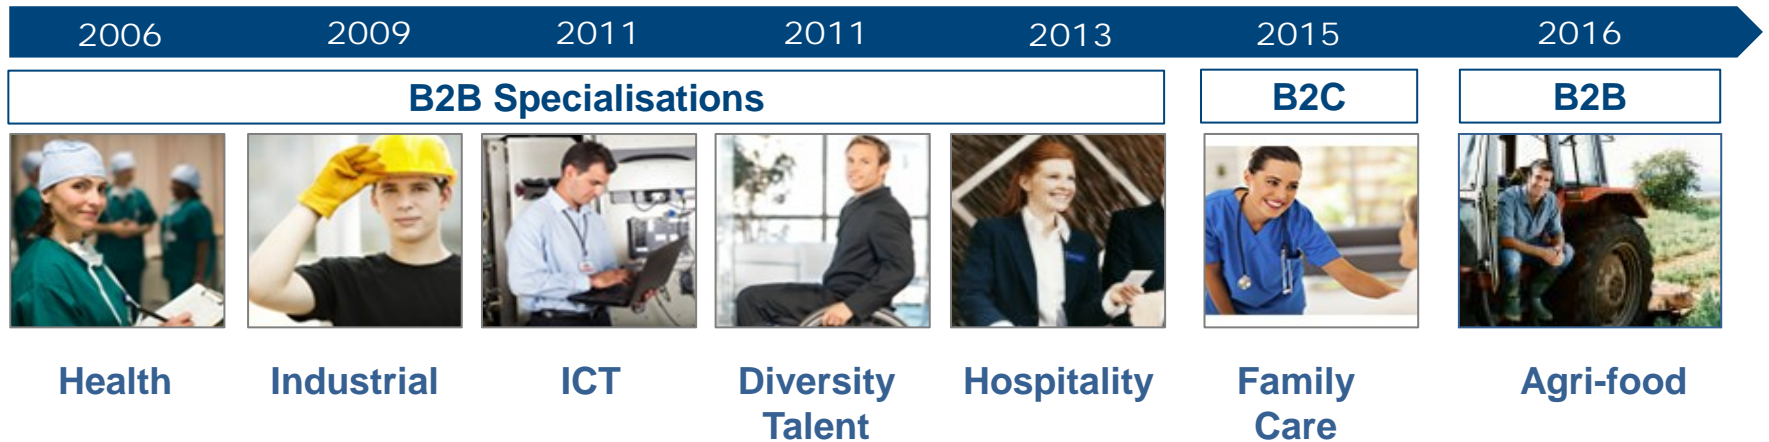 2006 2009 2011 2011 2013 2015 2016
B2B Specialisations B2C B2B
Health Industrial ICT Diversity Hospitality Family Agri-food
Talent Care